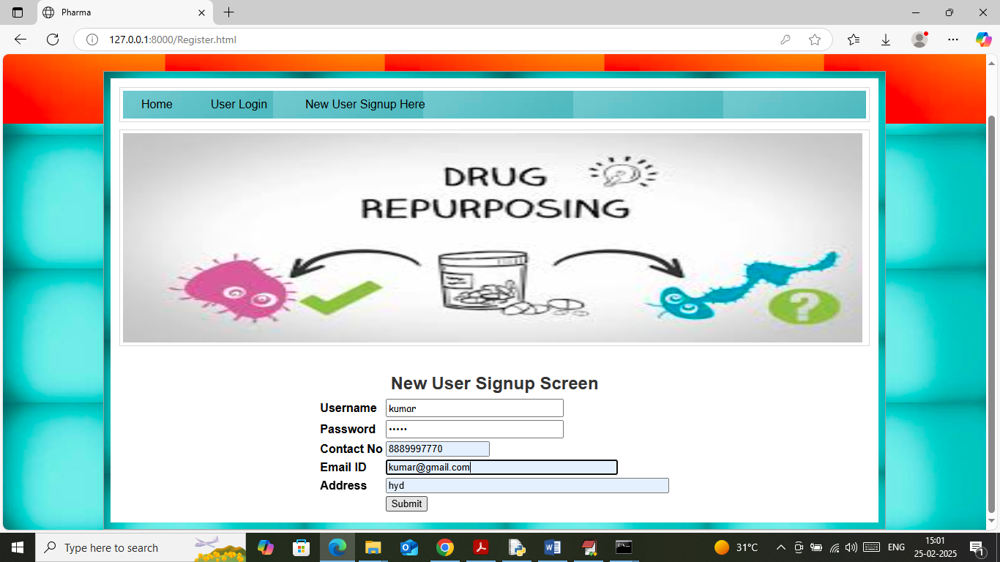 Pharma
127.0.0.1:8000/Register.html
Home User Login New User Signup Here
DRUG
REPURPOSING
?
New User Signup Screen
Username kumar
Password •••••
Contact No 8889997770
Email ID kumar@gmail.com
Address hyd
Submit
Type here to search
31°C
ENG
15:01
25-02-2025
1